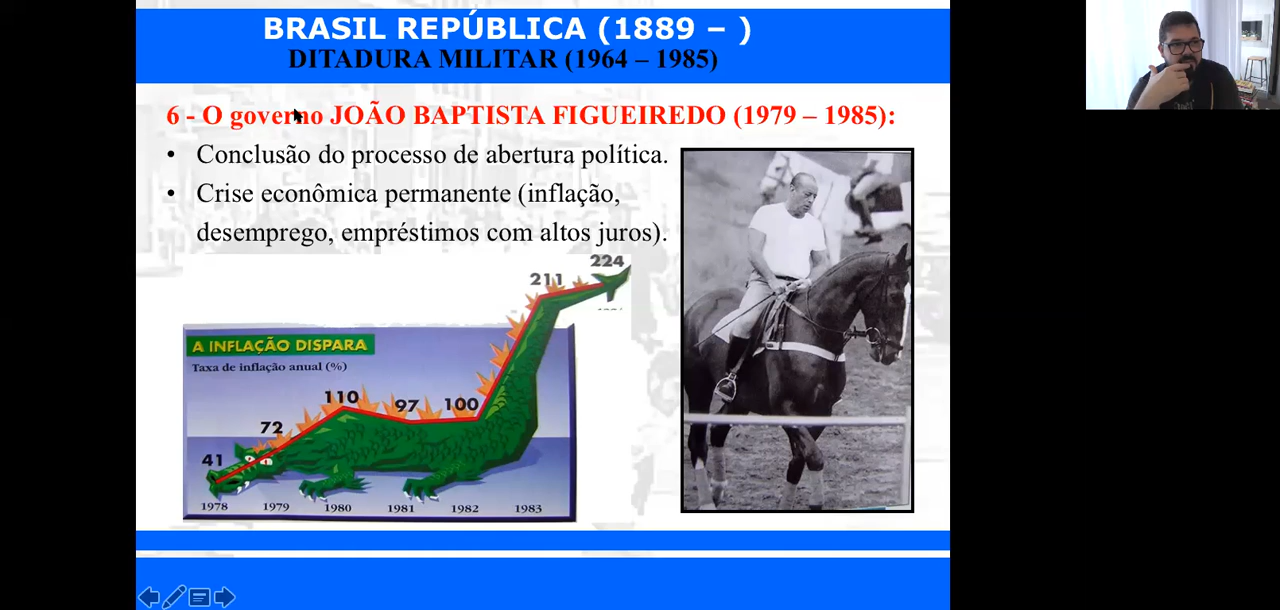 BRASIL REPÚBLICA (1889 – )
DITADURA MILITAR (1964 – 1985)
6 - O governo JOÃO BAPTISTA FIGUEIREDO (1979 – 1985):
• Conclusão do processo de abertura política.
• Crise econômica permanente (inflação,
desemprego, empréstimos com altos juros).
224
211
A INFLAÇÃO DISPARA
Taxa de inflação anual (%)
110
97
100
72
41
1978 1979 1980 1981 1982 1983